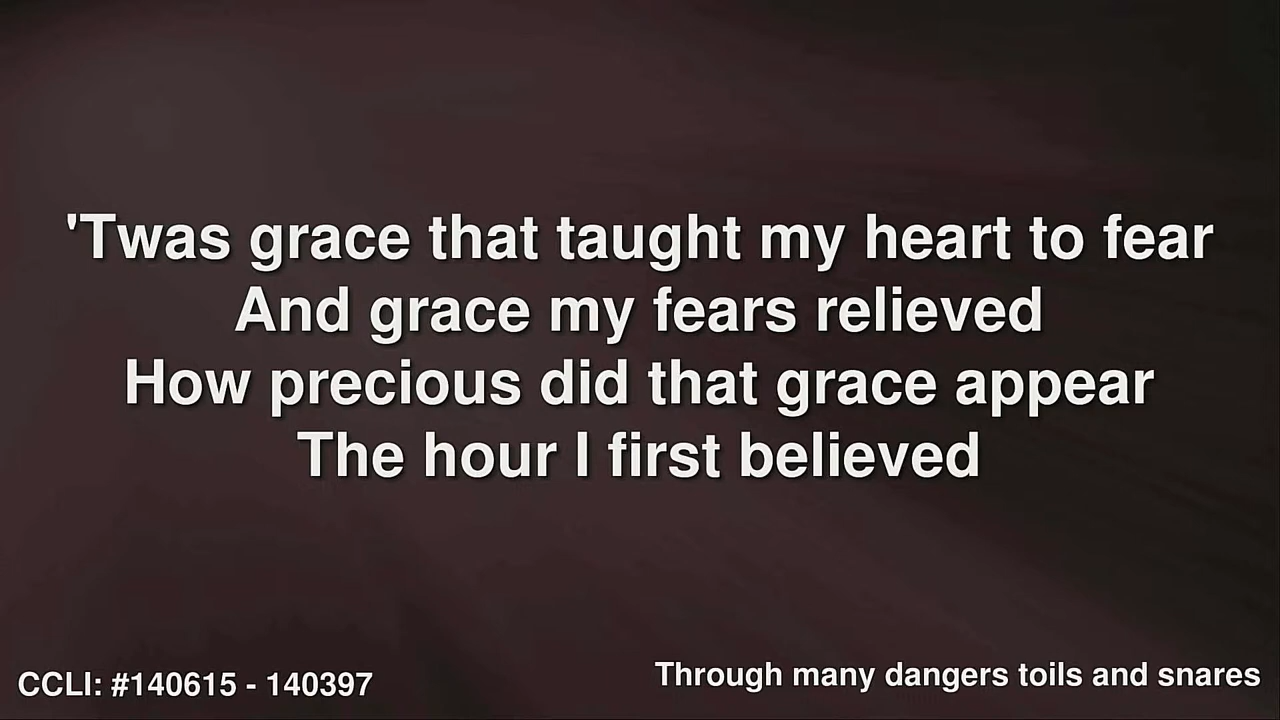 'Twas grace that taught my heart to fear
And grace my fears relieved
How precious did that grace appear
The hour I first believed
CCLI: #140615 - 140397
Through many dangers toils and snares